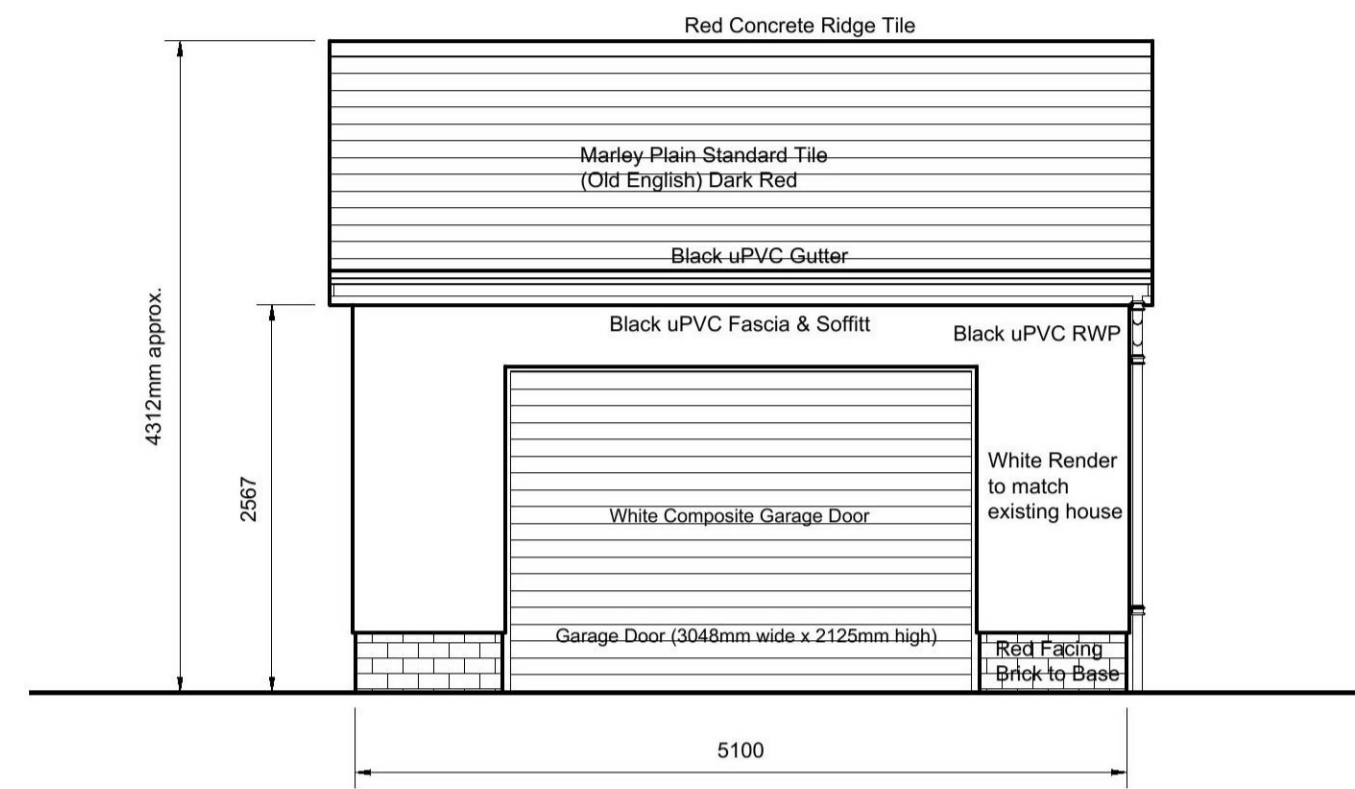 Red Concrete Ridge Tile
Marley Plain Standard Tile
(Old English) Dark Red
Black uPVC Gutter
Black uPVC Fascia & Soffitt
Black uPVC RWP
4312mm approx.
2567
White Render
to match
existing house
White Composite Garage Door
Garage Door (3048mm wide x 2125mm high)
Red Facing
Brick to Base
5100